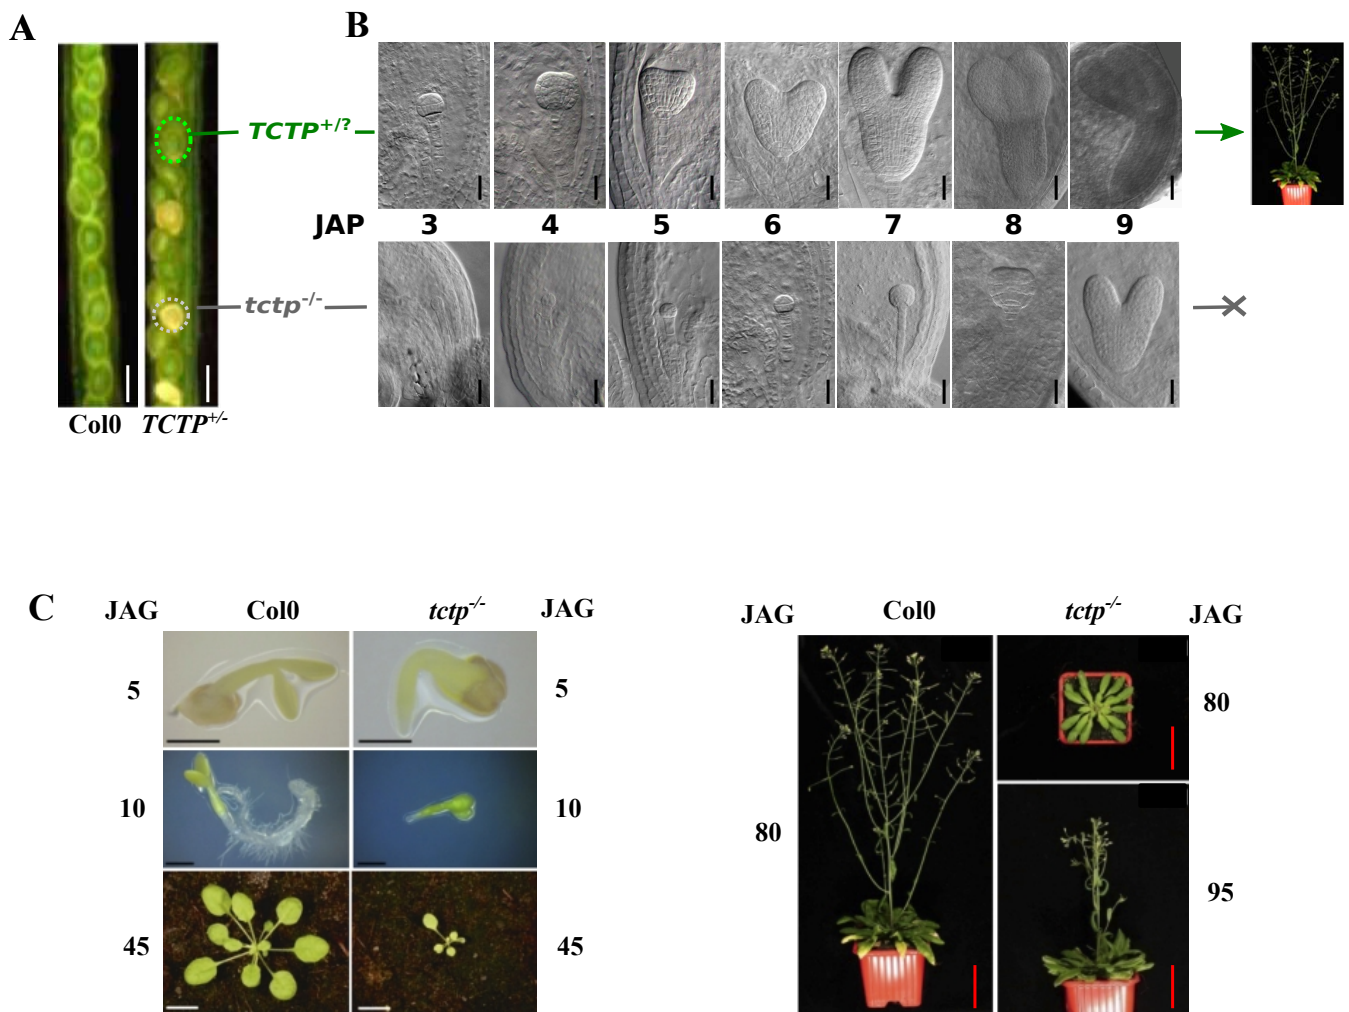 A
B
TCTP+/?
JAP 3 4 5 6 7 8 9
tctp-/-
Col0 TCTP+/-
C
JAG Col0 tctp-/- JAG
5 5
10 10
45 45
JAG Col0 tctp-/- JAG
80
80
95